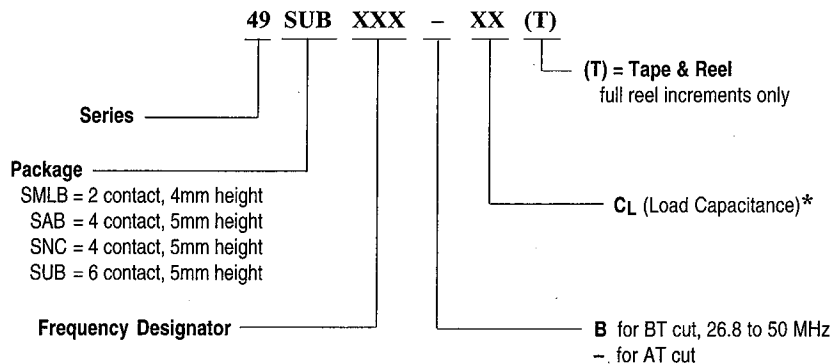 49 SUB XXX – XX (T)
(T) = Tape & Reel
full reel increments only
Series
Package
SMLB = 2 contact, 4mm height
SAB = 4 contact, 5mm height
SNC = 4 contact, 5mm height
SUB = 6 contact, 5mm height
CL (Load Capacitance)*
Frequency Designator
B for BT cut, 26.8 to 50 MHz
–, for AT cut